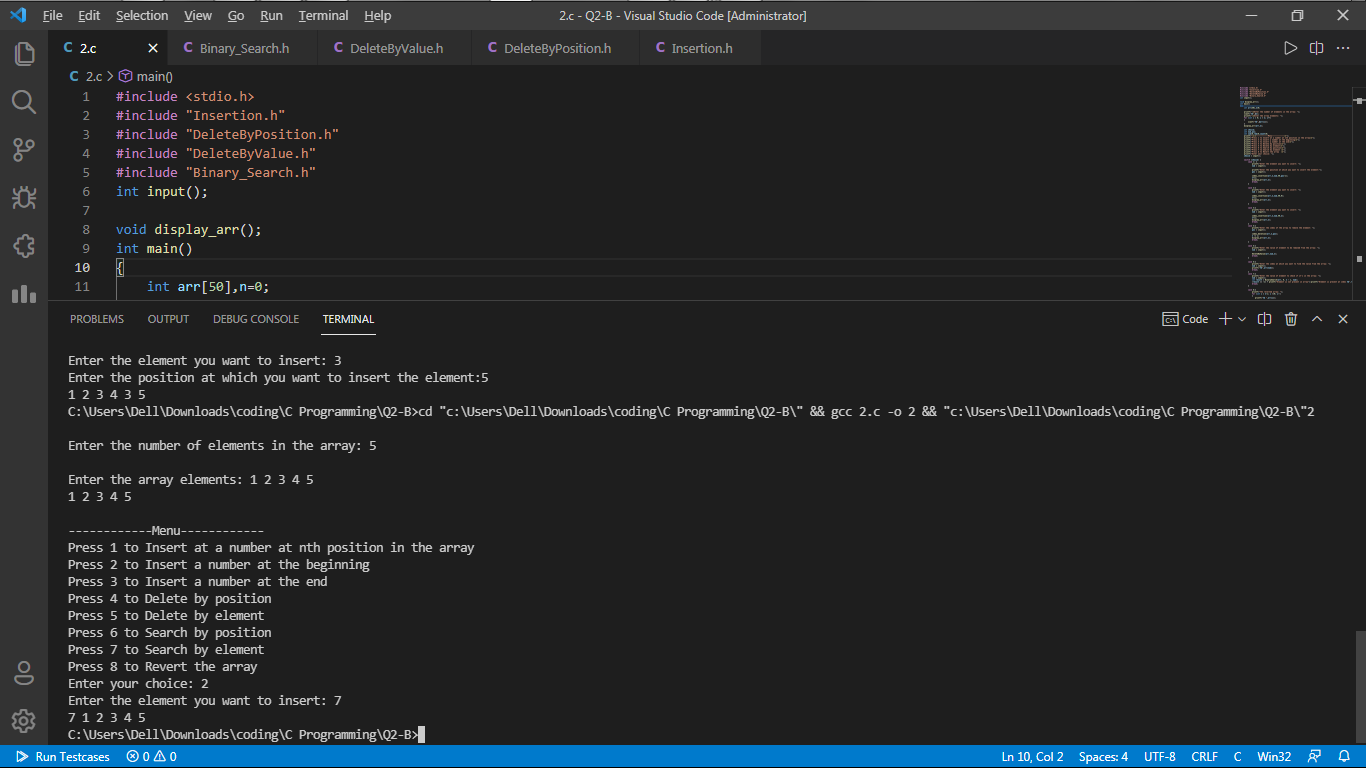 File Edit Selection View Go Run Terminal Help 2.c - Q2-B - Visual Studio Code [Administrator]
C 2.c C Binary_Search.h C DeleteByValue.h C DeleteByPosition.h C Insertion.h
C 2.c > main()
1 #include <stdio.h>
2 #include "Insertion.h"
3 #include "DeleteByPosition.h"
4 #include "DeleteByValue.h"
5 #include "Binary_Search.h"
6 int input();
7
8 void display_arr();
9 int main()
10 {
11 int arr[50],n=0;
PROBLEMS OUTPUT DEBUG CONSOLE TERMINAL Code
Enter the element you want to insert: 3
Enter the position at which you want to insert the element:5
1 2 3 4 3 5
C:\Users\Dell\Downloads\coding\C Programming\Q2-B>cd "c:\Users\Dell\Downloads\coding\C Programming\Q2-B\" && gcc 2.c -o 2 && "c:\Users\Dell\Downloads\coding\C Programming\Q2-B\"2
Enter the number of elements in the array: 5
Enter the array elements: 1 2 3 4 5
1 2 3 4 5
------------Menu------------
Press 1 to Insert at a number at nth position in the array
Press 2 to Insert a number at the beginning
Press 3 to Insert a number at the end
Press 4 to Delete by position
Press 5 to Delete by element
Press 6 to Search by position
Press 7 to Search by element
Press 8 to Revert the array
Enter your choice: 2
Enter the element you want to insert: 7
7 1 2 3 4 5
C:\Users\Dell\Downloads\coding\C Programming\Q2-B>
Run Testcases 0 0 Ln 10, Col 2 Spaces: 4 UTF-8 CRLF C Win32